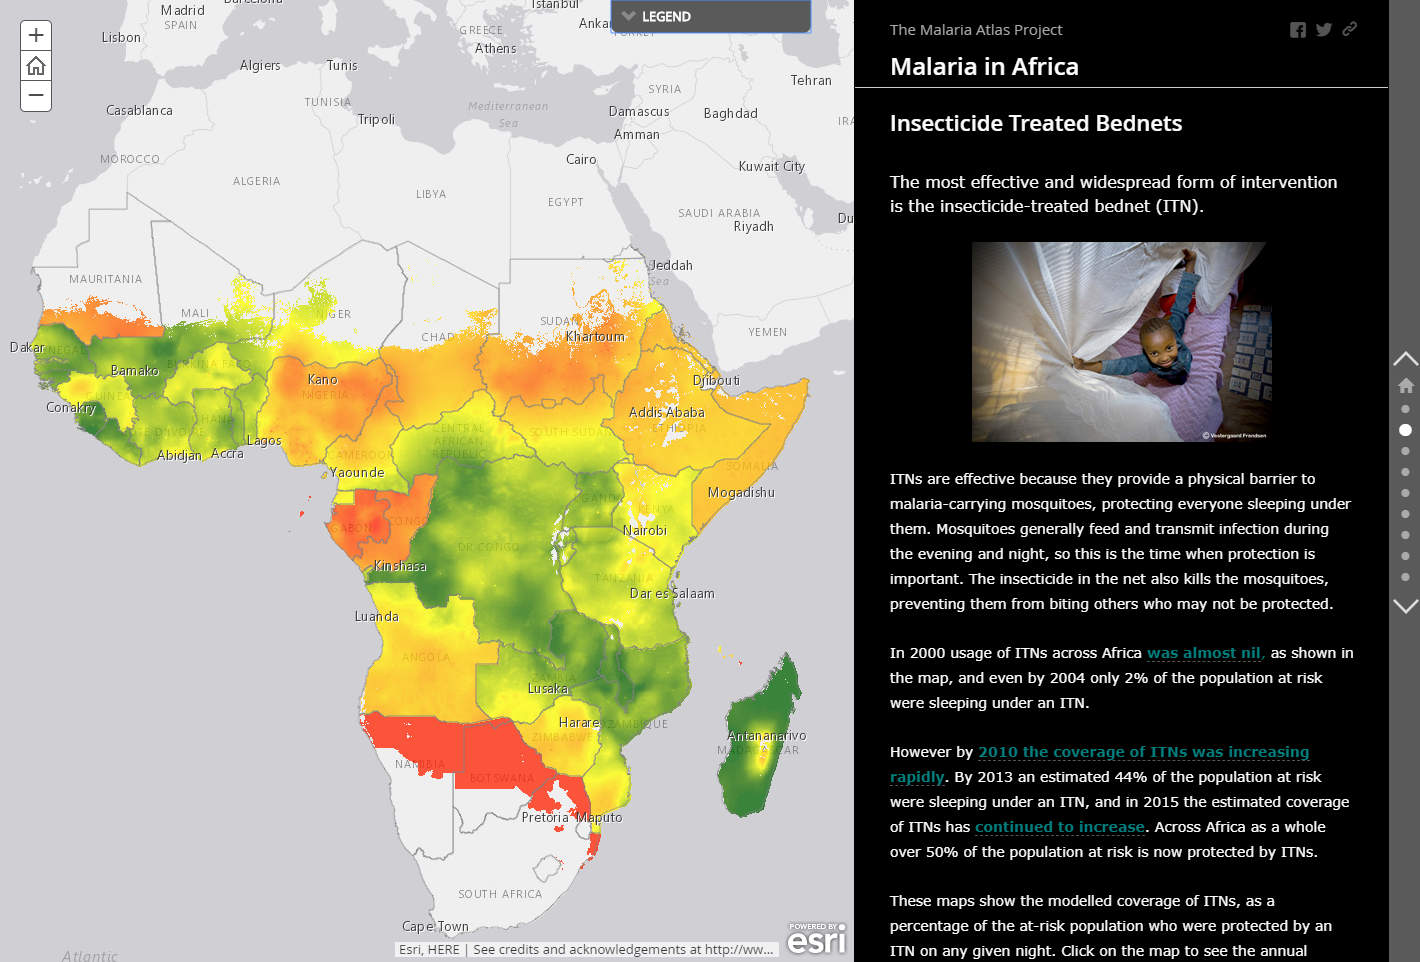 Madrid
SPAIN
Lisbon
Barcelona
Istanbul
Anka
GREECE
TURKEY
Athens
Algiers
Tunis
Tehran
SYRIA
TUNISIA
Casablanca
Mediterranean
Sea
Damascus
Baghdad
Tripoli
Amman
IRA
MOROCCO
Cairo
Kuwait City
ALGERIA
LIBYA
EGYPT
SAUDI ARABIA
Riyadh
Du
Jeddah
Sea
MAURITANIA
MALI
NIGER
SUDAN
CHAD
Khartoum
YEMEN
Dakar
SENEGAL
BURKINA FASO
Bamako
Kano
NIGERIA
Djibouti
GUINEA
Conakry
Addis Ababa
ETHIOPIA
GHANA
CÔTE D'IVOIRE
Lagos
Abidjan
Accra
CENTRAL
AFRICAN
REPUBLIC
SOUTH SUDAN
CAMEROON
Yaounde
SOMALIA
Mogadishu
UGANDA
KENYA
Nairobi
GABON
CONGO
DR CONGO
Kinshasa
TANZANIA
Dar es Salaam
Luanda
ANGOLA
ZAMBIA
Lusaka
Harare
MOZAMBIQUE
ZIMBABWE
Antananarivo
MADAGASCAR
NAMIBIA
BOTSWANA
Pretoria
Maputo
SOUTH AFRICA
Cape Town
Atlantic
LEGEND
Esri, HERE | See credits and acknowledgements at http://ww...
POWERED BY
esri
The Malaria Atlas Project
Malaria in Africa
Insecticide Treated Bednets
The most effective and widespread form of intervention
is the insecticide-treated bednet (ITN).
© Vestergaard Frandsen
ITNs are effective because they provide a physical barrier to
malaria-carrying mosquitoes, protecting everyone sleeping under
them. Mosquitoes generally feed and transmit infection during
the evening and night, so this is the time when protection is
important. The insecticide in the net also kills the mosquitoes,
preventing them from biting others who may not be protected.
In 2000 usage of ITNs across Africa was almost nil, as shown in
the map, and even by 2004 only 2% of the population at risk
were sleeping under an ITN.
However by 2010 the coverage of ITNs was increasing
rapidly. By 2013 an estimated 44% of the population at risk
were sleeping under an ITN, and in 2015 the estimated coverage
of ITNs has continued to increase. Across Africa as a whole
over 50% of the population at risk is now protected by ITNs.
These maps show the modelled coverage of ITNs, as a
percentage of the at-risk population who were protected by an
ITN on any given night. Click on the map to see the annual